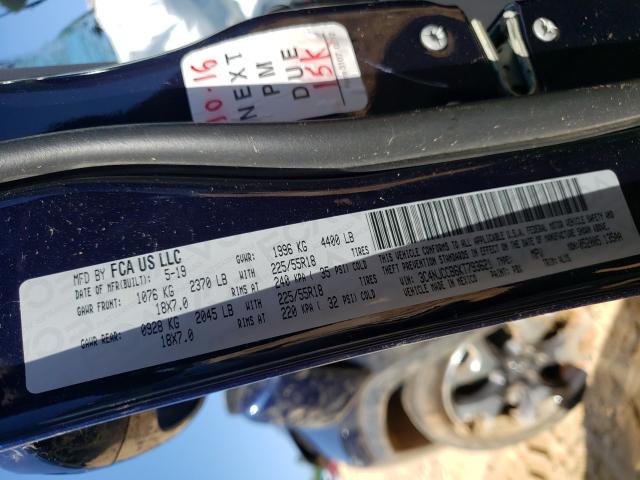 10-16
NEXT
PM
DUE
15K
MFD BY FCA US LLC
DATE OF MFR(BUILT): 5-19 GVWR: 1996 KG 4400 LB
GAWR FRONT: 1076 KG 2370 LB 225/55R18 TIRES
18X7.0 RIMS AT 240 KPA ( 35 PSI) COLD
GAWR REAR: 0928 KG 2045 LB 225/55R18 TIRES
18X7.0 RIMS AT 220 KPA ( 32 PSI) COLD
THIS VEHICLE CONFORMS TO ALL APPLICABLE U.S.A. FEDERAL MOTOR VEHICLE SAFETY AND
THEFT PREVENTION STANDARDS IN EFFECT ON THE DATE OF MANUFACTURE SHOWN ABOVE.
TYPE:
MADE IN MEXICO